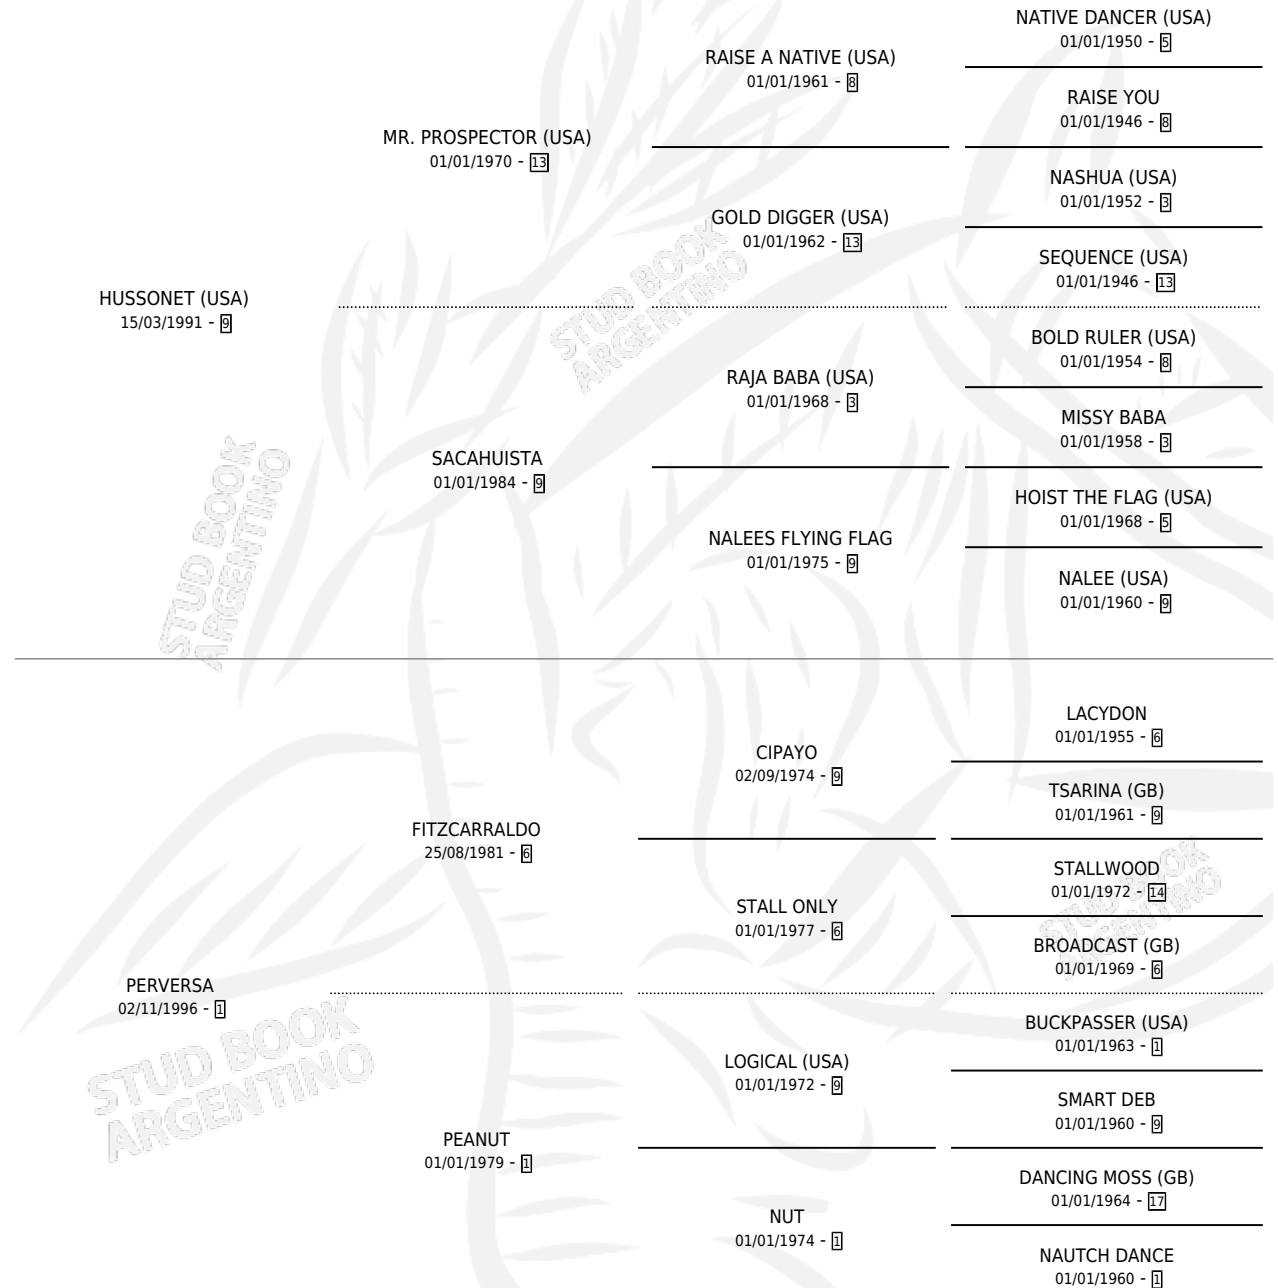 NATIVE DANCER (USA)
01/01/1950 - 5
RAISE A NATIVE (USA)
01/01/1961 - 8
RAISE YOU
01/01/1946 - 8
MR. PROSPECTOR (USA)
01/01/1970 - 13
NASHUA (USA)
01/01/1952 - 3
GOLD DIGGER (USA)
01/01/1962 - 13
SEQUENCE (USA)
01/01/1946 - 13
HUSSONET (USA)
15/03/1991 - 9
STUD BOOK
ARGENTINO
BOLD RULER (USA)
01/01/1954 - 8
RAJA BABA (USA)
01/01/1968 - 3
MISSY BABA
01/01/1958 - 3
SACAHUISTA
01/01/1984 - 9
HOIST THE FLAG (USA)
01/01/1968 - 5
NALEES FLYING FLAG
01/01/1975 - 9
NALEE (USA)
01/01/1960 - 9
STUD BOOK
ARGENTINO
LACYDON
01/01/1955 - 6
CIPAYO
02/09/1974 - 9
TSARINA (GB)
01/01/1961 - 9
FITZCARRALDO
25/08/1981 - 6
STALLWOOD
01/01/1972 - 14
STALL ONLY
01/01/1977 - 6
STUD BOOK
ARGENTINO
BROADCAST (GB)
01/01/1969 - 6
PERVERSA
02/11/1996 - 1
STUD BOOK
ARGENTINO
BUCKPASSER (USA)
01/01/1963 - 1
LOGICAL (USA)
01/01/1972 - 9
SMART DEB
01/01/1960 - 9
PEANUT
01/01/1979 - 1
DANCING MOSS (GB)
01/01/1964 - 17
NUT
01/01/1974 - 1
NAUTCH DANCE
01/01/1960 - 1